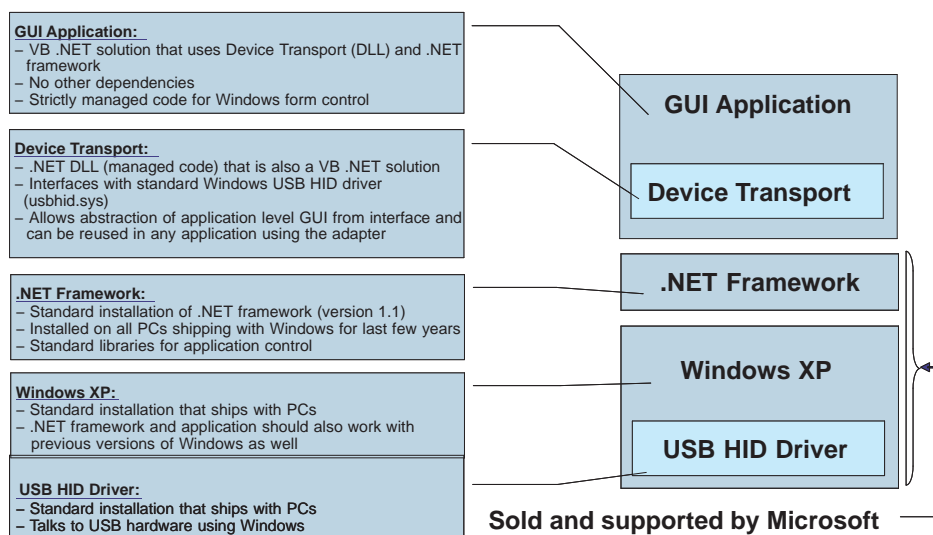 GUI Application:
– VB .NET solution that uses Device Transport (DLL) and .NET
framework
– No other dependencies
– Strictly managed code for Windows form control
Device Transport:
– .NET DLL (managed code) that is also a VB .NET solution
– Interfaces with standard Windows USB HID driver
(usbhid.sys)
– Allows abstraction of application level GUI from interface and
can be reused in any application using the adapter
.NET Framework:
– Standard installation of .NET framework (version 1.1)
– Installed on all PCs shipping with Windows for last few years
– Standard libraries for application control
Windows XP:
– Standard installation that ships with PCs
– .NET framework and application should also work with
previous versions of Windows as well
USB HID Driver:
– Standard installation that ships with PCs
– Talks to USB hardware using Windows
GUI Application
Device Transport
.NET Framework
Windows XP
USB HID Driver
Sold and supported by Microsoft